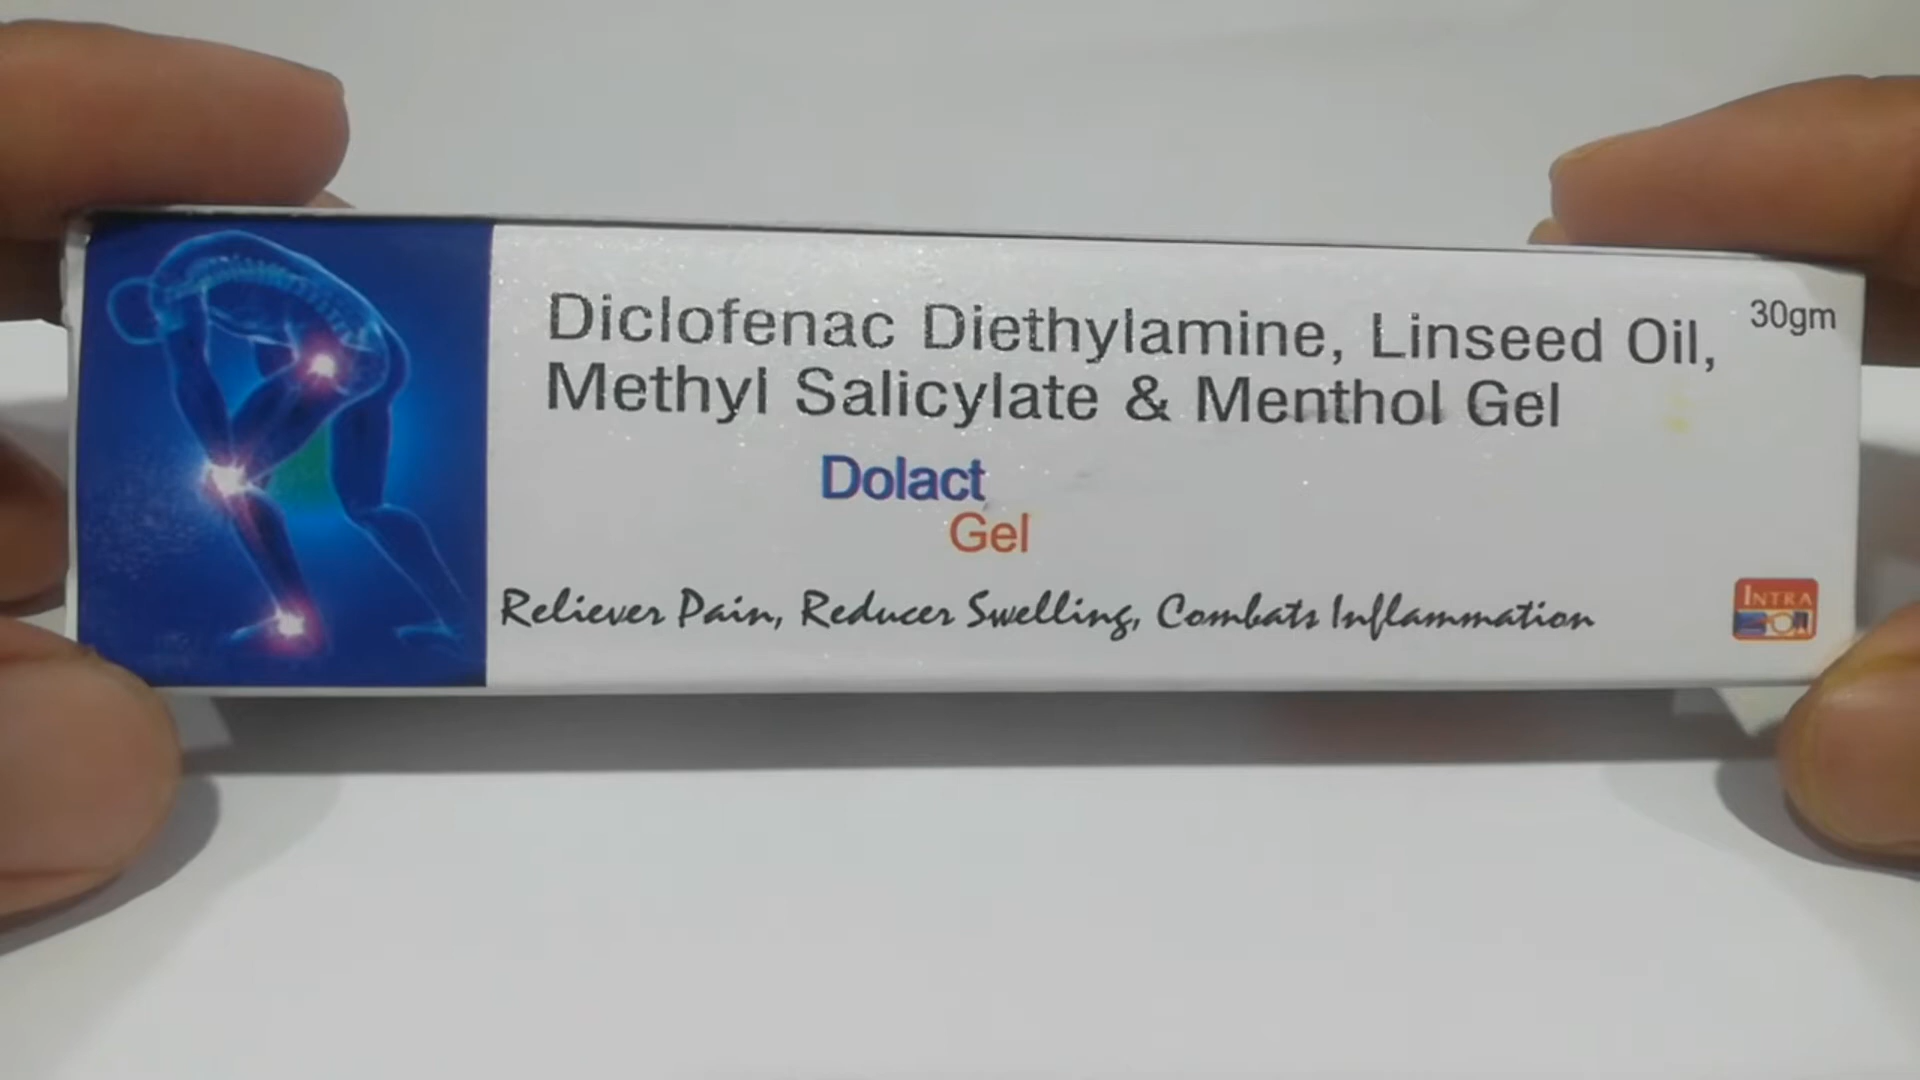 Diclofenac Diethylamine, Linseed Oil,
30gm
Methyl Salicylate & Menthol Gel
Dolact
Gel
Reliever Pain, Reducer Swelling, Combats Inflammation
INTRA